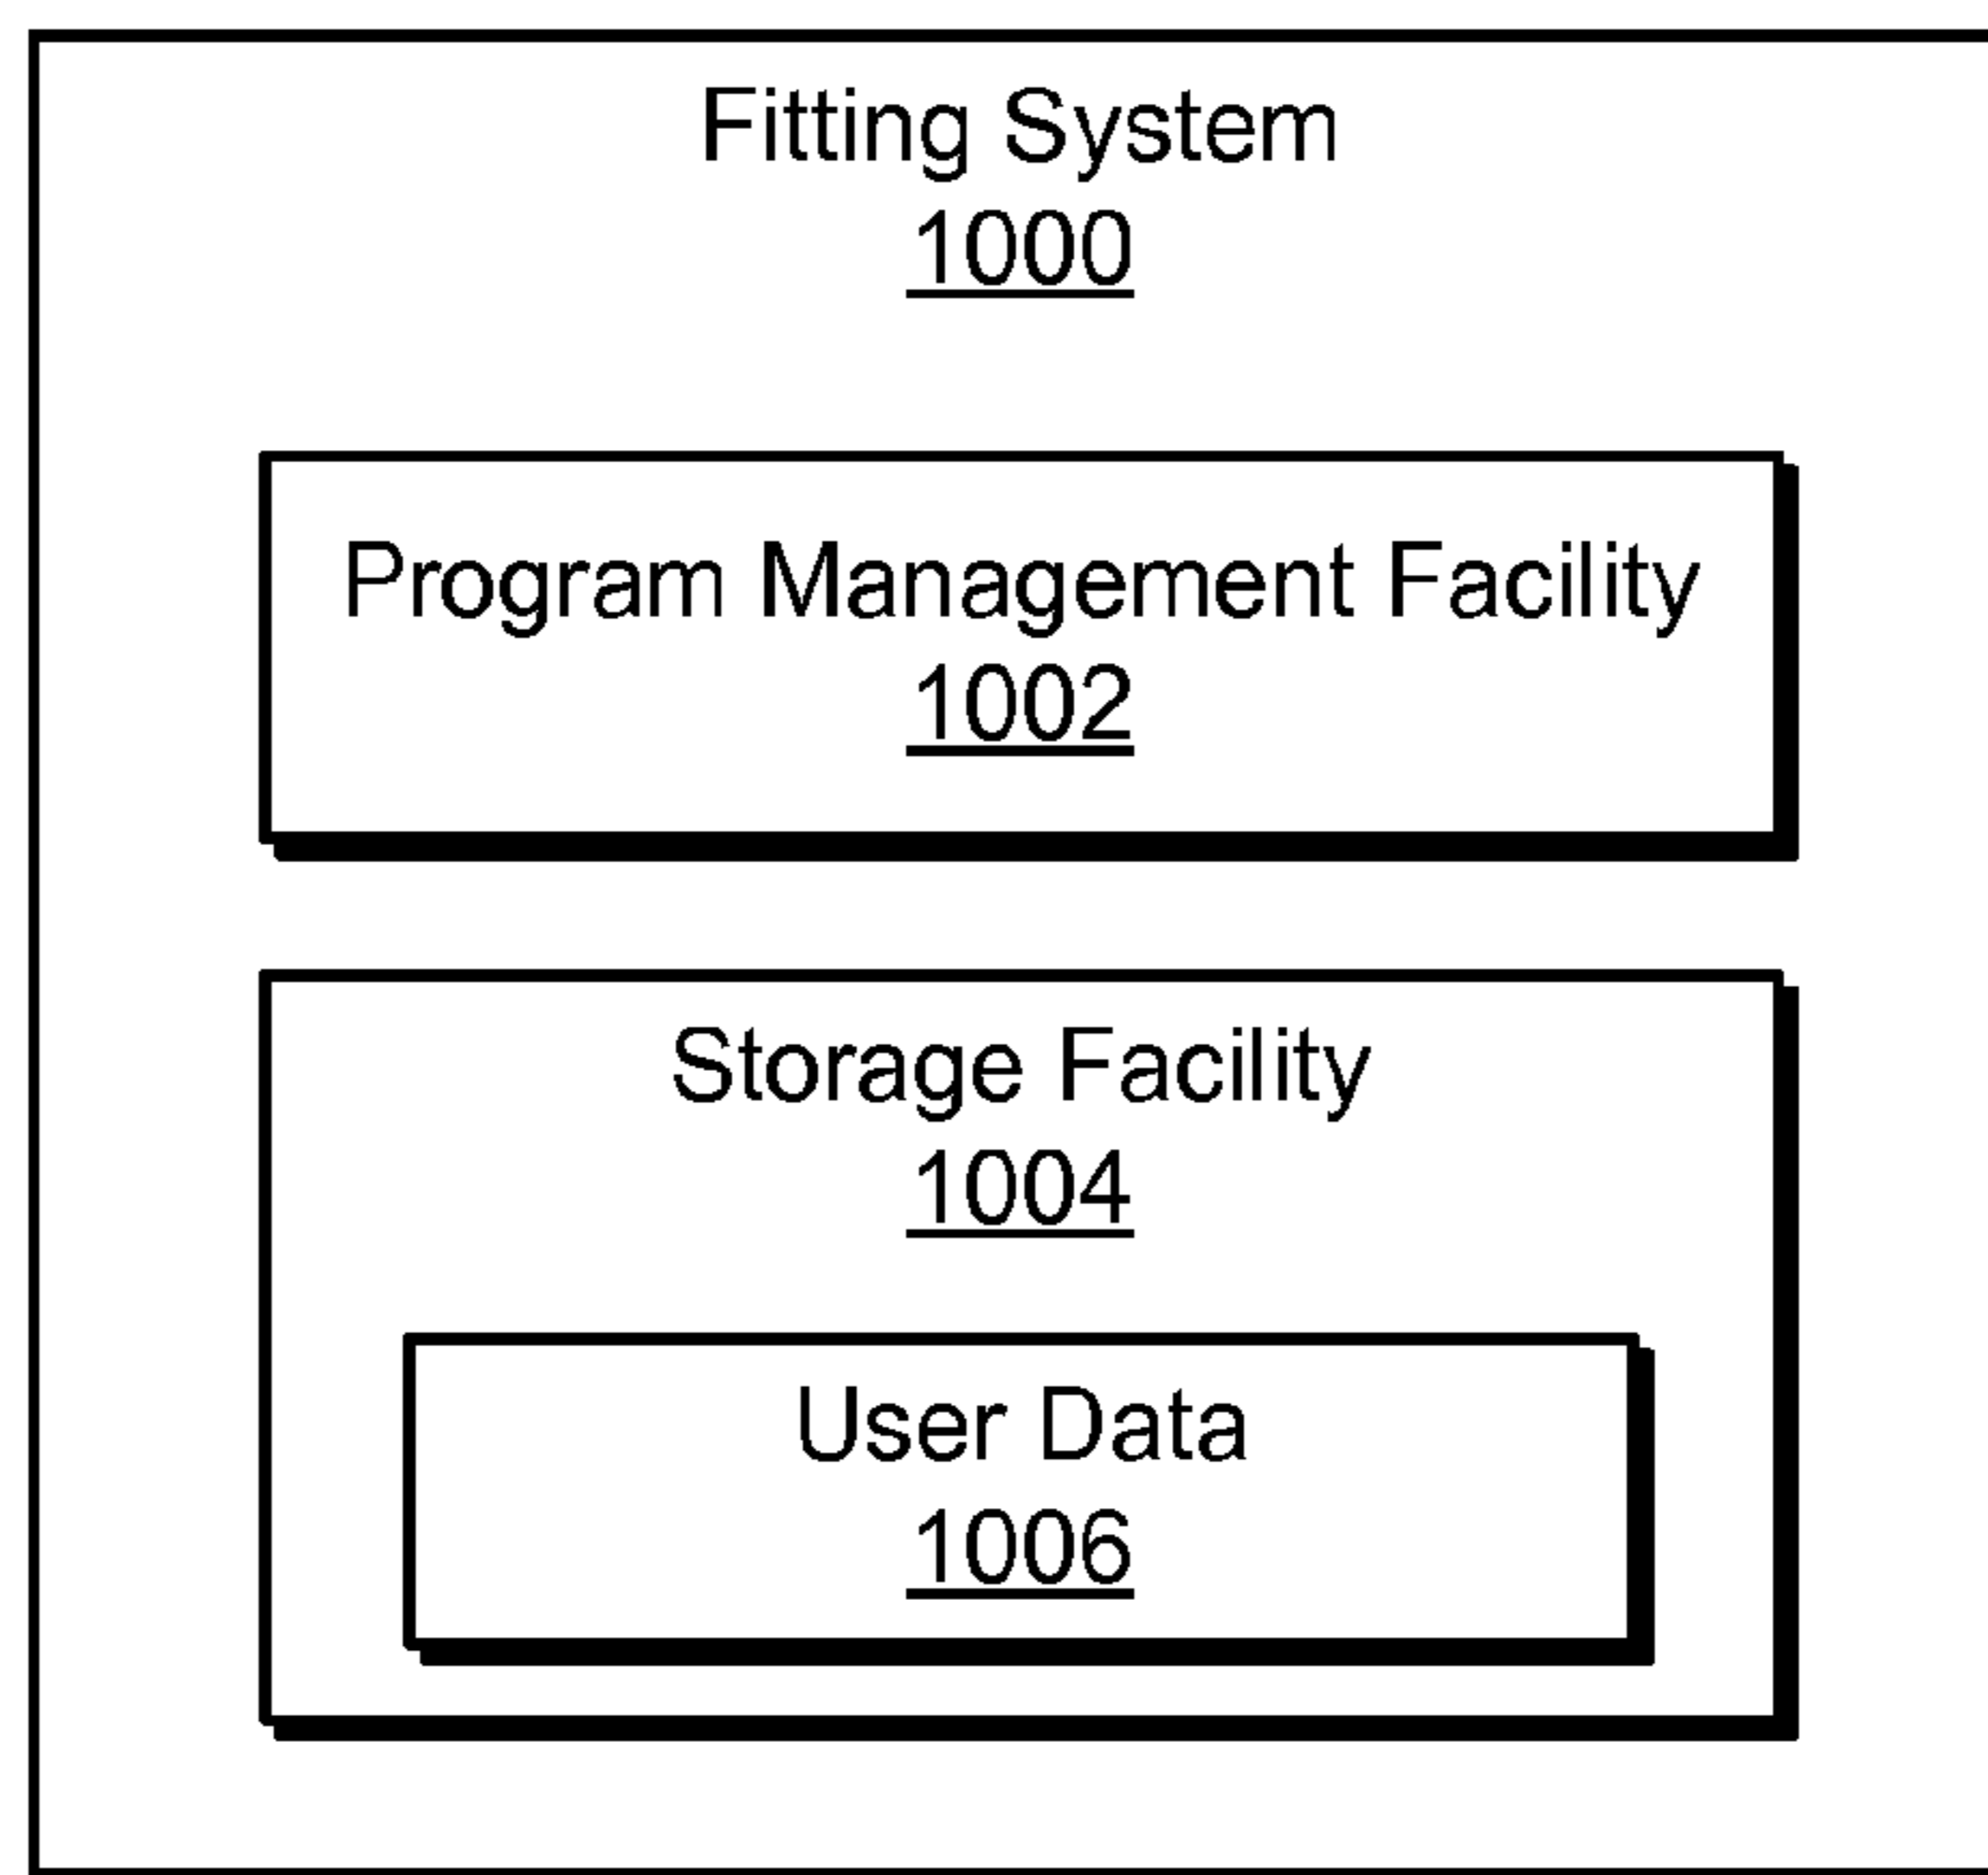 Fitting System
1000
Program Management Facility
1002
Storage Facility
1004
User Data
1006